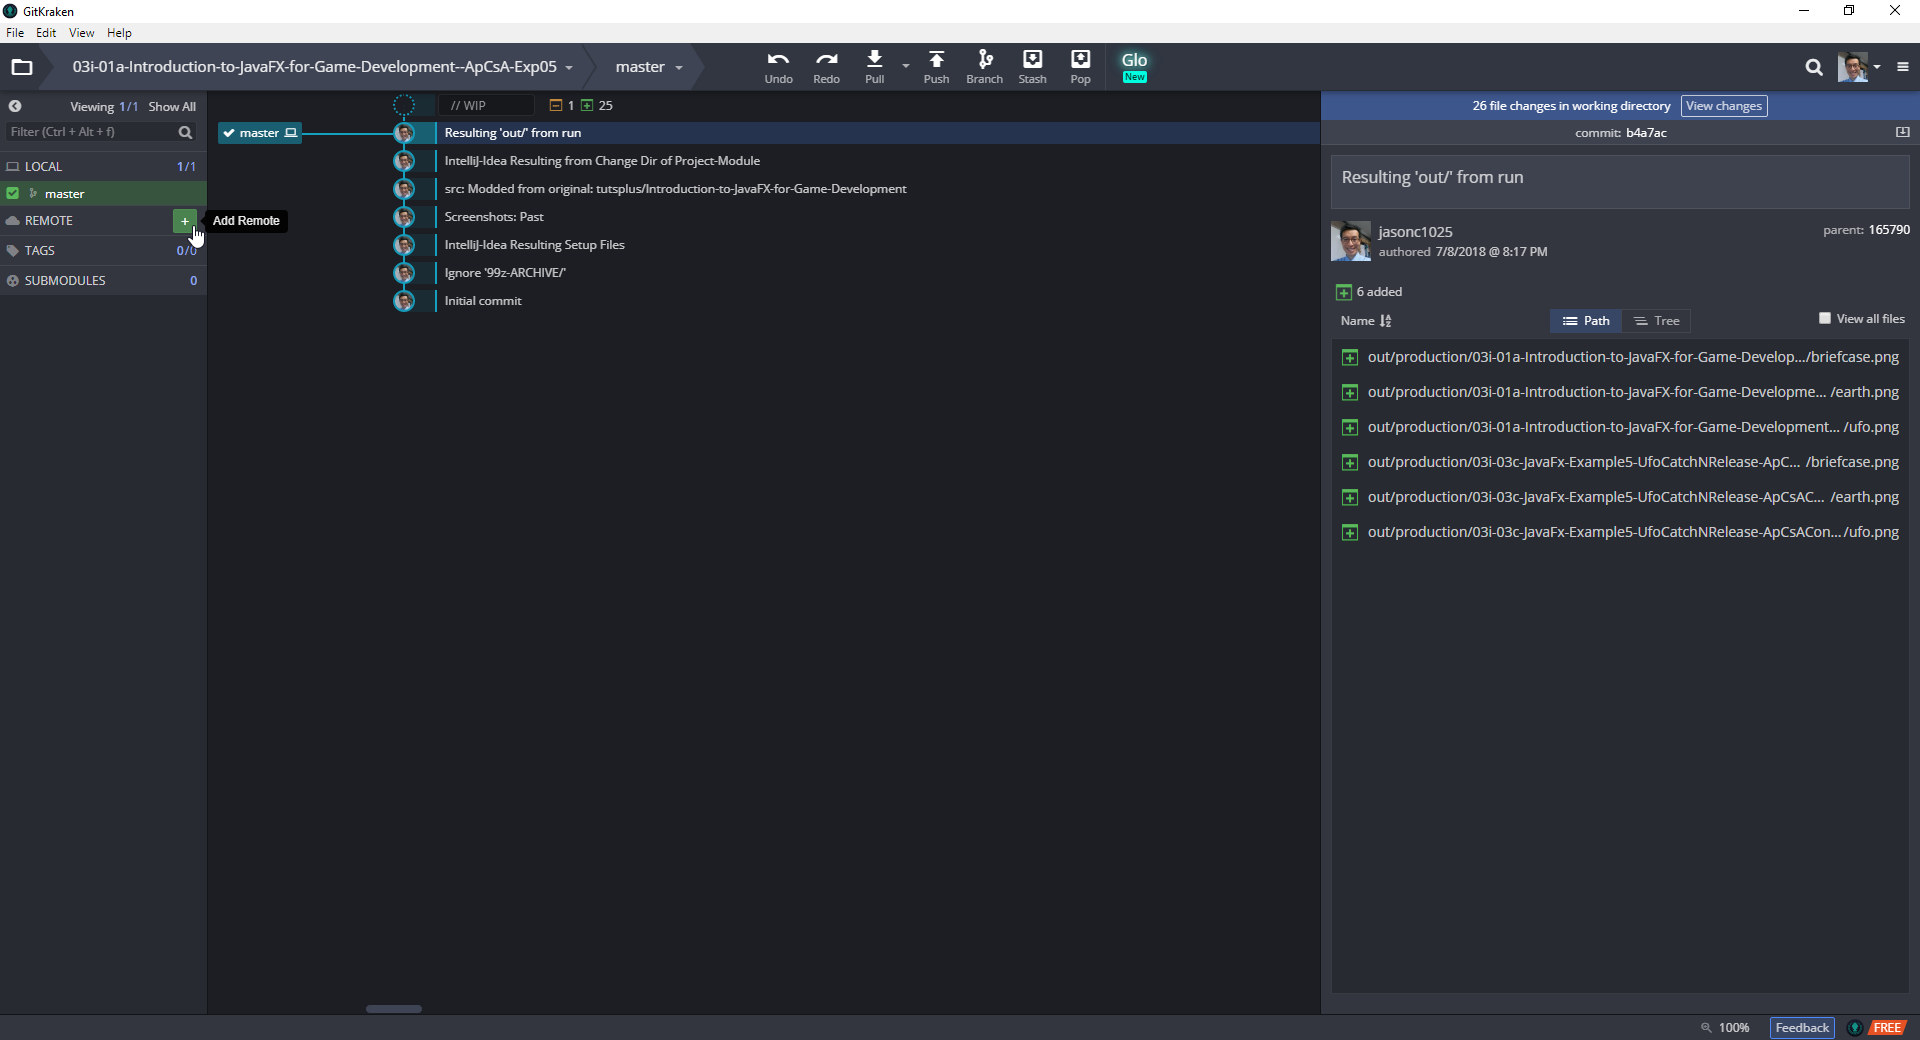 GitKraken
File Edit View Help
03i-01a-Introduction-to-JavaFX-for-Game-Development--ApCsA-Exp05 master Undo Redo Pull Push Branch Stash Pop Glo New
Viewing 1/1 Show All
Filter (Ctrl + Alt + f)
LOCAL 1/1
master
REMOTE + Add Remote
TAGS 0/0
SUBMODULES 0
// WIP 1 25
master Resulting 'out/' from run
IntelliJ-Idea Resulting from Change Dir of Project-Module
src: Modded from original: tutsplus/Introduction-to-JavaFX-for-Game-Development
Screenshots: Past
IntelliJ-Idea Resulting Setup Files
Ignore '99z-ARCHIVE/'
Initial commit
26 file changes in working directory View changes
commit: b4a7ac
Resulting 'out/' from run
jasonc1025 parent: 165790
authored 7/8/2018 @ 8:17 PM
6 added
Name Path Tree View all files
out/production/03i-01a-Introduction-to-JavaFX-for-Game-Develop.../briefcase.png
out/production/03i-01a-Introduction-to-JavaFX-for-Game-Developme... /earth.png
out/production/03i-01a-Introduction-to-JavaFX-for-Game-Development... /ufo.png
out/production/03i-03c-JavaFx-Example5-UfoCatchNRelease-ApC... /briefcase.png
out/production/03i-03c-JavaFx-Example5-UfoCatchNRelease-ApCsAC... /earth.png
out/production/03i-03c-JavaFx-Example5-UfoCatchNRelease-ApCsACon... /ufo.png
100% Feedback FREE